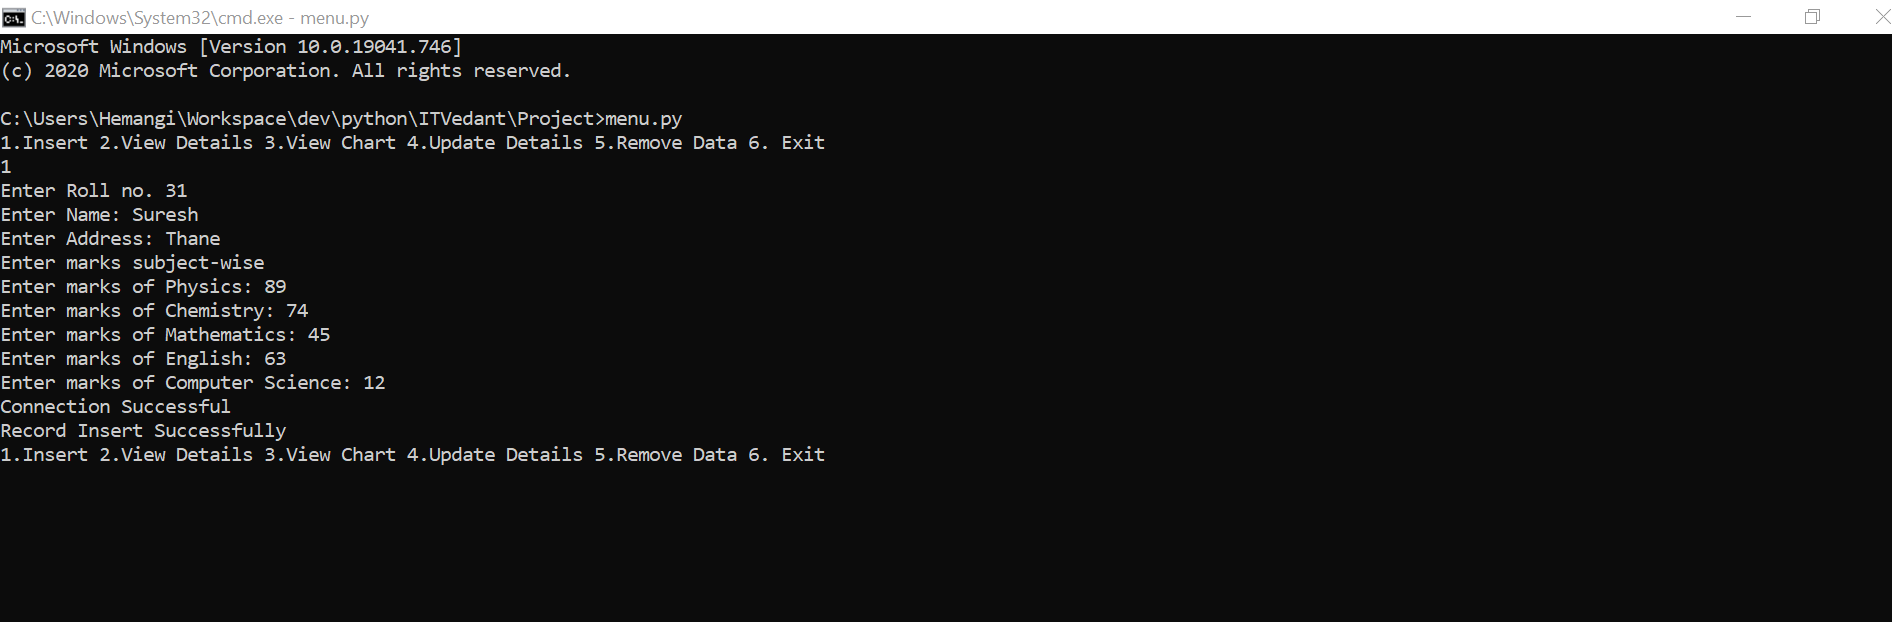 C:\Windows\System32\cmd.exe - menu.py
Microsoft Windows [Version 10.0.19041.746]
(c) 2020 Microsoft Corporation. All rights reserved.
C:\Users\Hemangi\Workspace\dev\python\ITVedant\Project>menu.py
1.Insert 2.View Details 3.View Chart 4.Update Details 5.Remove Data 6. Exit
1
Enter Roll no. 31
Enter Name: Suresh
Enter Address: Thane
Enter marks subject-wise
Enter marks of Physics: 89
Enter marks of Chemistry: 74
Enter marks of Mathematics: 45
Enter marks of English: 63
Enter marks of Computer Science: 12
Connection Successful
Record Insert Successfully
1.Insert 2.View Details 3.View Chart 4.Update Details 5.Remove Data 6. Exit